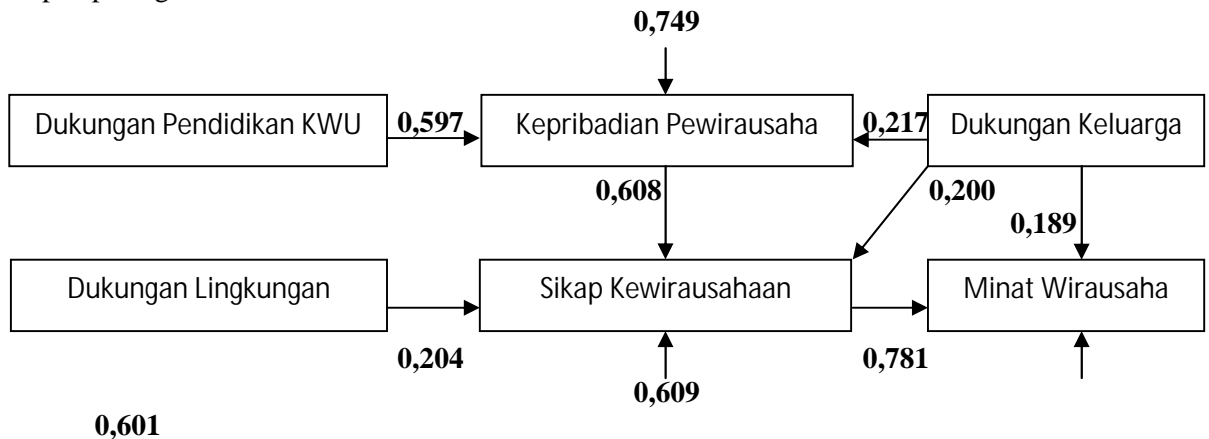 0,749
Dukungan Pendidikan KWU
0,597
Kepribadian Pewirausaha
0,217
Dukungan Keluarga
0,608
0,200
0,189
Dukungan Lingkungan
Sikap Kewirausahaan
Minat Wirausaha
0,204
0,781
0,609
0,601